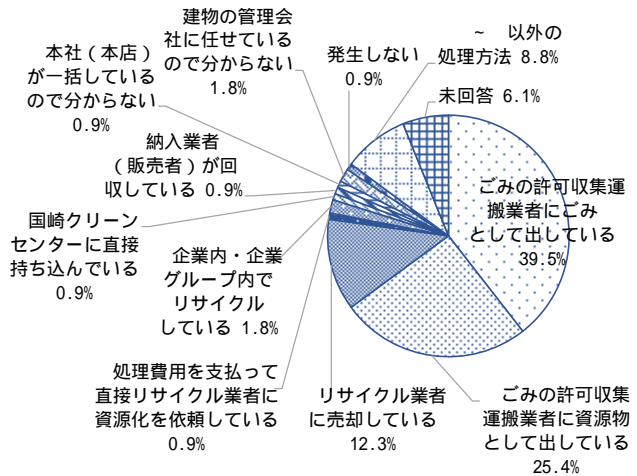 建物の管理会
社に任せている
ので分からない
1.8%
発生しない
0.9%
~ 以外の
処理方法 8.8%
未回答 6.1%
本社（本店）
が一括している
ので分からない
0.9%
納入業者
（販売者）が回
収している 0.9%
国崎クリーン
センターに直接
持ち込んでいる
0.9%
企業内・企業
グループ内で
リサイクル
している 1.8%
処理費用を支払って
直接リサイクル業者に
資源化を依頼している
0.9%
リサイクル業者
に売却している
12.3%
ごみの許可収集運
搬業者にごみ
として出している
39.5%
ごみの許可収集
運搬業者に資源物
として出している
25.4%